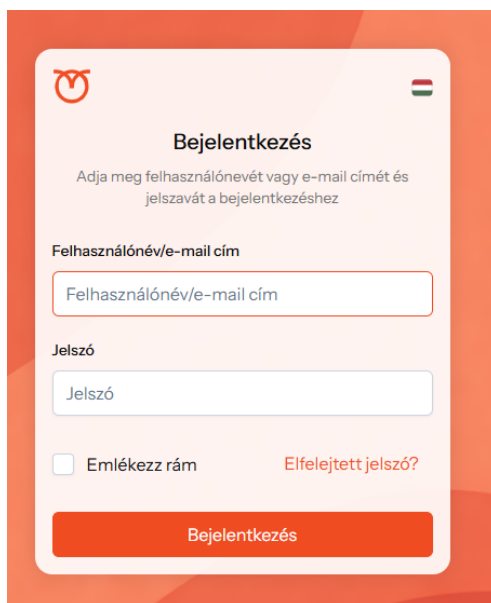 Bejelentkezés
Adja meg felhasználónevét vagy e-mail címét és
jelszavát a bejelentkezéshez
Felhasználónév/e-mail cím
Felhasználónév/e-mail cím
Jelszó
Jelszó
Emlékezz rám
Elfelejtett jelszó?
Bejelentkezés